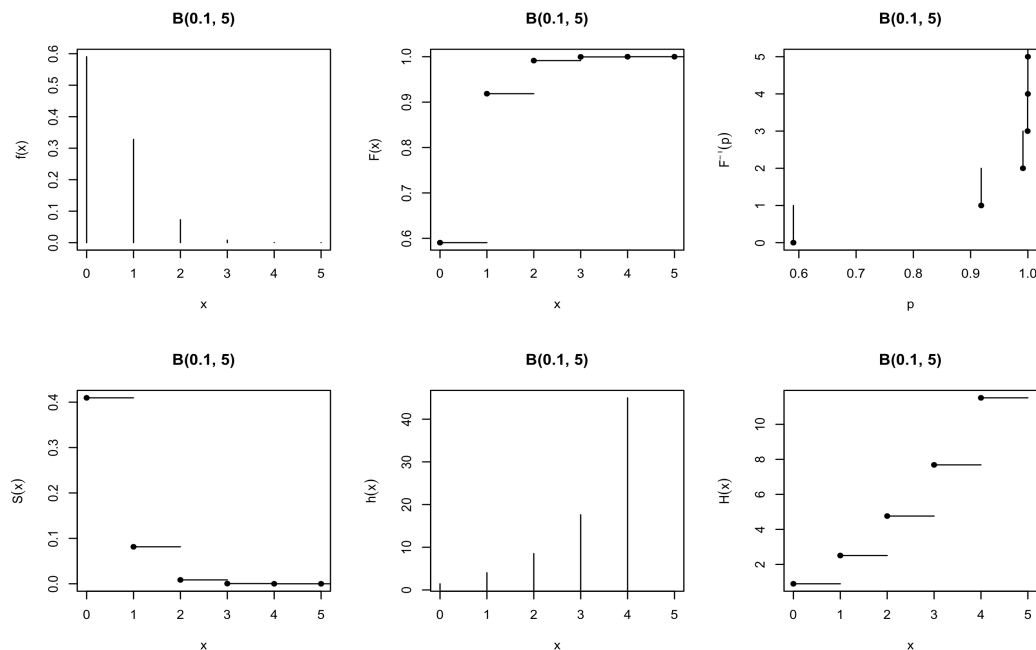 B(0.1, 5)
f(x)
0.6
0.5
0.4
0.3
0.2
0.1
0.0
0 1 2 3 4 5
x
B(0.1, 5)
F(x)
1.0
0.9
0.8
0.7
0.6
0 1 2 3 4 5
x
B(0.1, 5)
F⁻¹(p)
5
4
3
2
1
0
0.6 0.7 0.8 0.9 1.0
p
B(0.1, 5)
S(x)
0.4
0.3
0.2
0.1
0.0
0 1 2 3 4 5
x
B(0.1, 5)
h(x)
40
30
20
10
0
0 1 2 3 4 5
x
B(0.1, 5)
H(x)
10
8
6
4
2
0 1 2 3 4 5
x